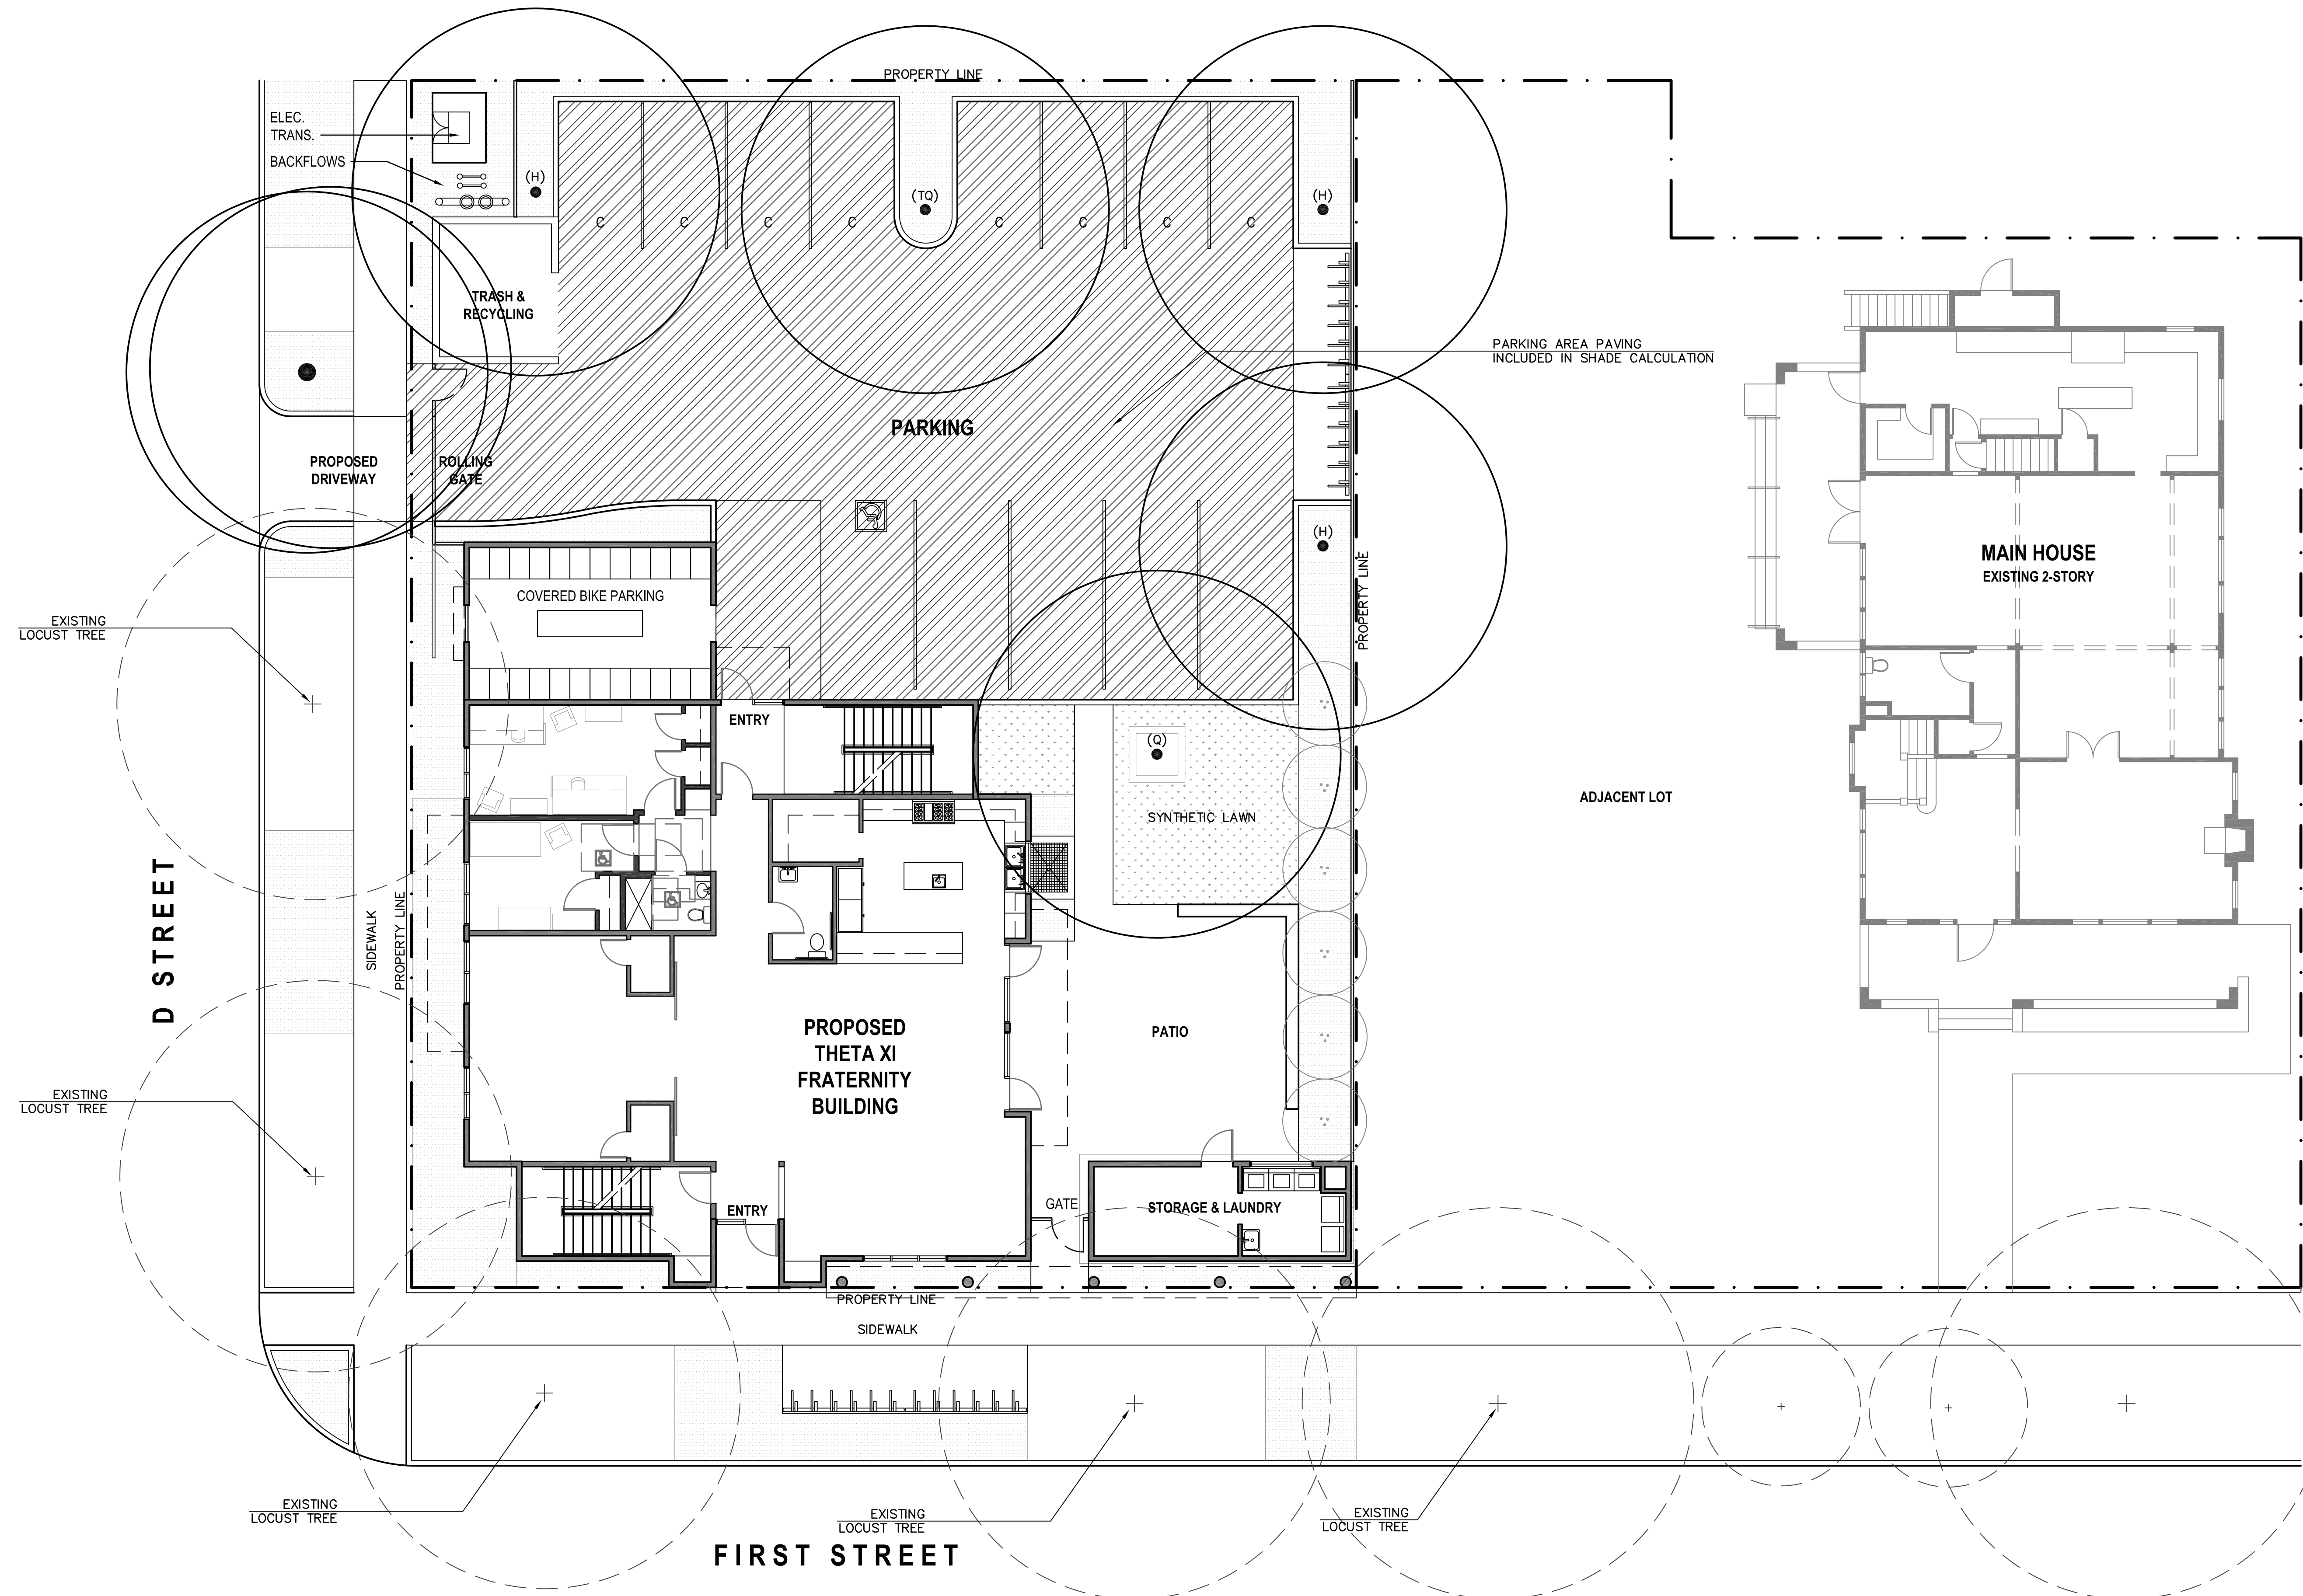 PROPERTY LINE
ELEC.
TRANS.
BACKFLOWS
(H)
(TQ)
(H)
C
C
C
C
C
C
C
C
TRASH &
RECYCLING
PARKING AREA PAVING
INCLUDED IN SHADE CALCULATION
PARKING
PROPOSED
DRIVEWAY
ROLLING
GATE
(H)
MAIN HOUSE
EXISTING 2-STORY
PROPERTY LINE
COVERED BIKE PARKING
EXISTING
LOCUST TREE
ENTRY
(Q)
ADJACENT LOT
SYNTHETIC LAWN
D STREET
SIDEWALK
PROPERTY LINE
PROPOSED
THETA XI
FRATERNITY
BUILDING
PATIO
EXISTING
LOCUST TREE
ENTRY
GATE
STORAGE & LAUNDRY
PROPERTY LINE
SIDEWALK
EXISTING
LOCUST TREE
EXISTING
LOCUST TREE
EXISTING
LOCUST TREE
FIRST STREET